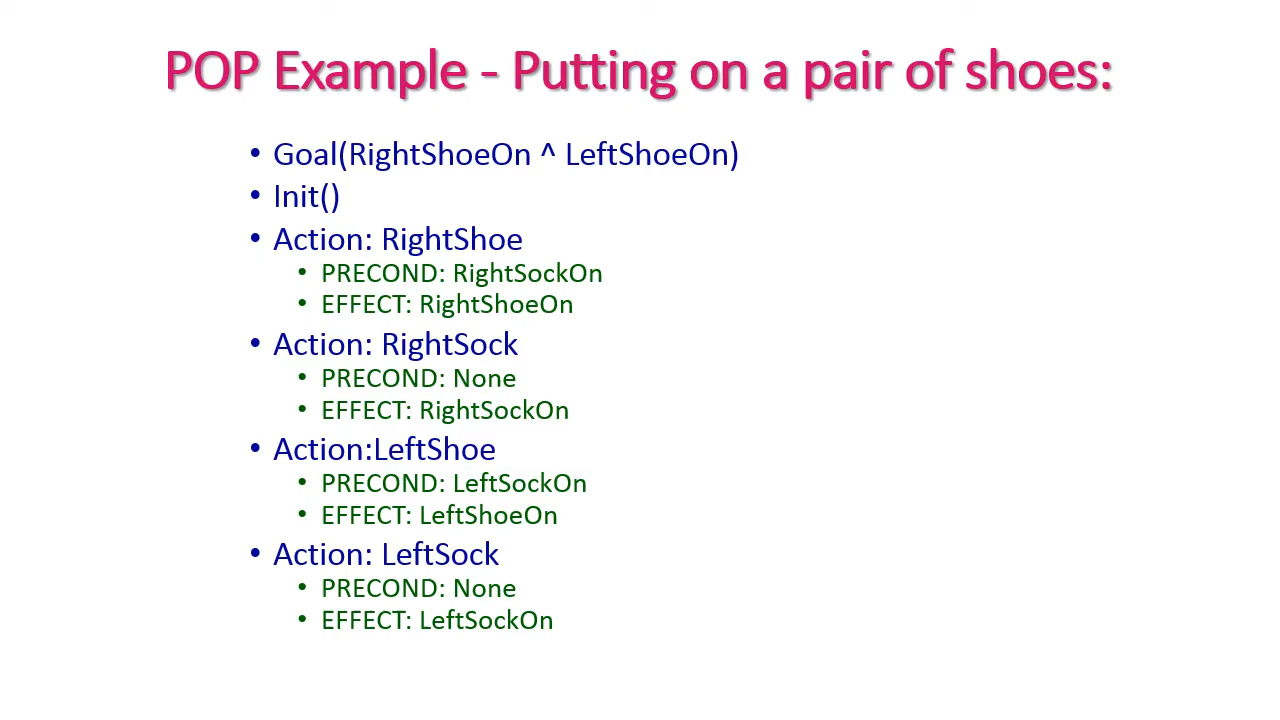 POP Example - Putting on a pair of shoes:
• Goal(RightShoeOn ^ LeftShoeOn)
• Init()
• Action: RightShoe
• PRECOND: RightSockOn
• EFFECT: RightShoeOn
• Action: RightSock
• PRECOND: None
• EFFECT: RightSockOn
• Action:LeftShoe
• PRECOND: LeftSockOn
• EFFECT: LeftShoeOn
• Action: LeftSock
• PRECOND: None
• EFFECT: LeftSockOn